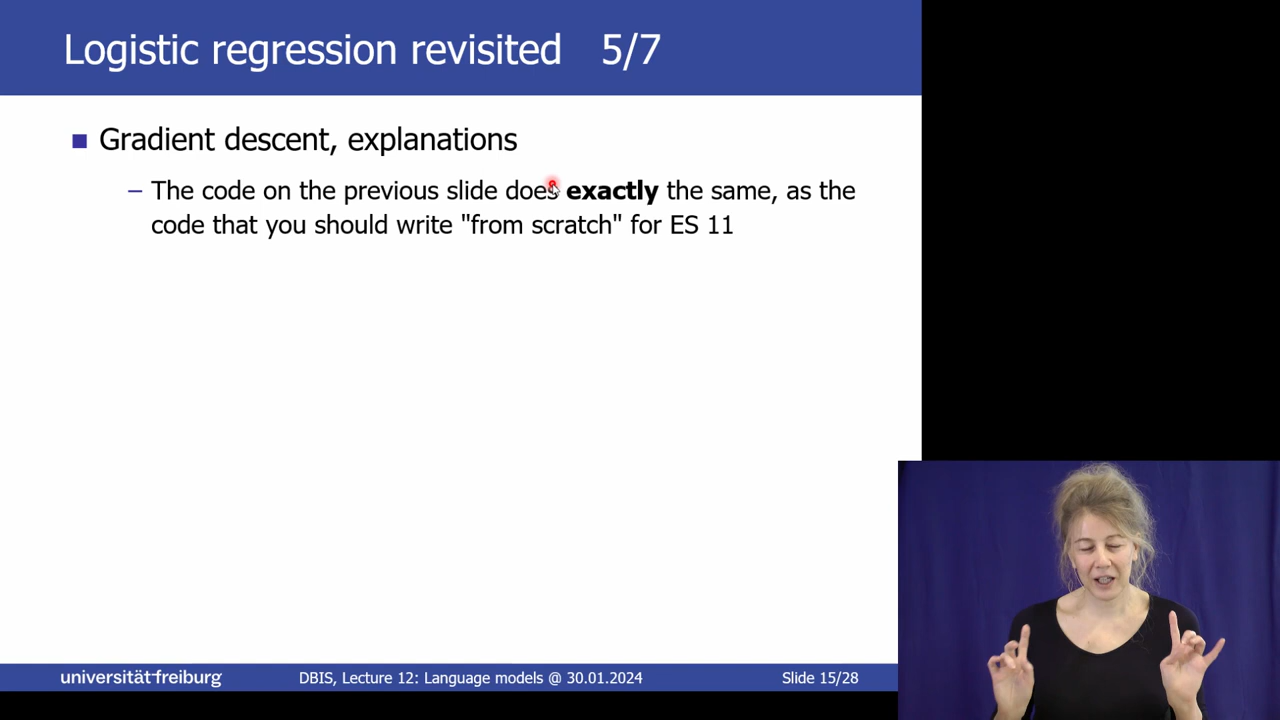 Logistic regression revisited 5/7
Gradient descent, explanations
– The code on the previous slide does exactly the same, as the
code that you should write "from scratch" for ES 11
universität freiburg
DBIS, Lecture 12: Language models @ 30.01.2024
Slide 15/28